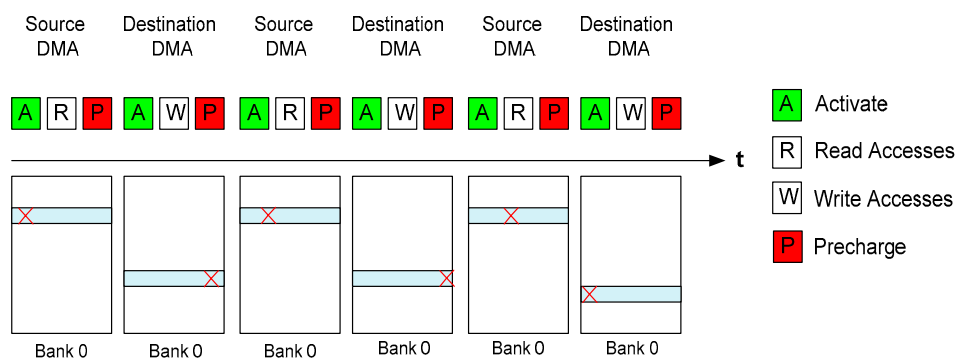 Source
DMA
Destination
DMA
Source
DMA
Destination
DMA
Source
DMA
Destination
DMA
A R P A W P A R P A W P A R P A W P
A Activate
R Read Accesses
W Write Accesses
P Precharge
t
Bank 0 Bank 0 Bank 0 Bank 0 Bank 0 Bank 0